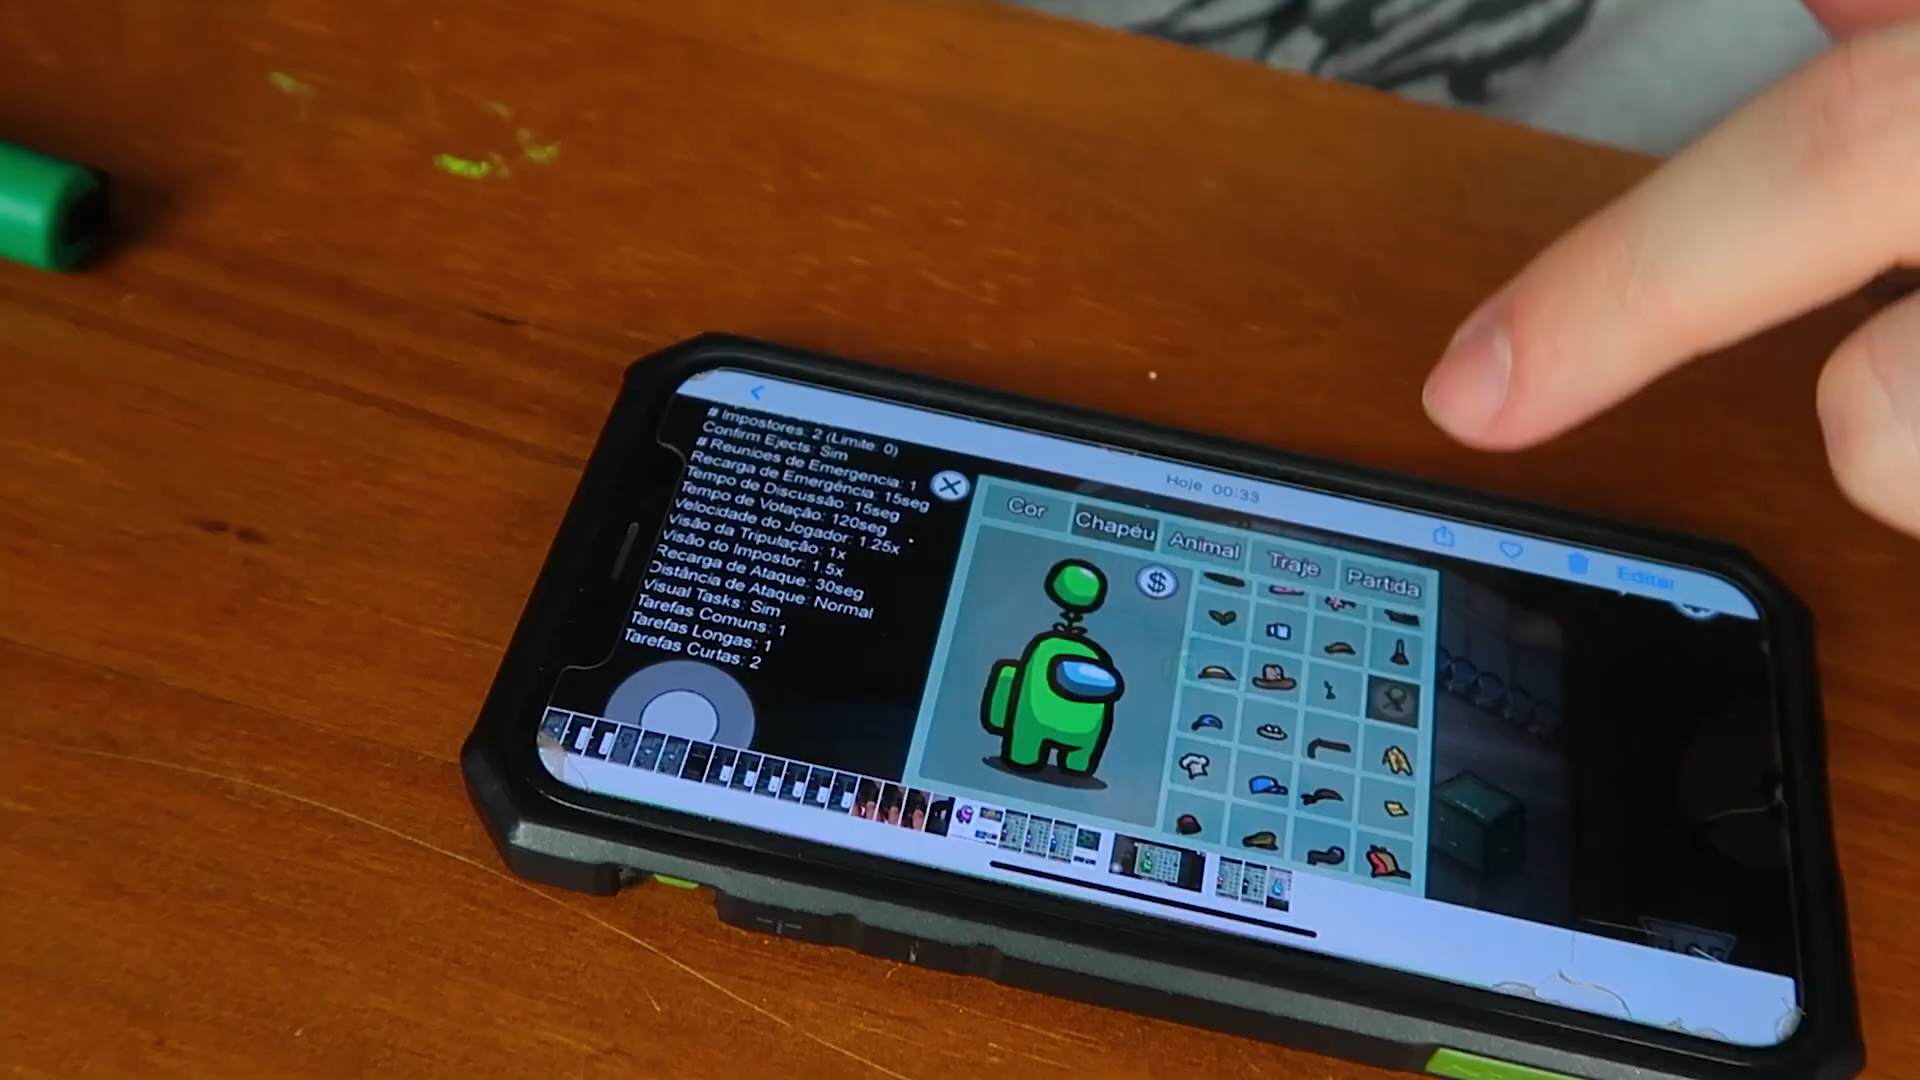 Hoje 00:33
Editar
# Impostores: 2 (Limite: 0)
Confirm Ejects: Sim
# Reunioes de Emergencia: 1
Recarga de Emergência: 15seg
Tempo de Discussão: 15seg
Tempo de Votação: 120seg
Velocidade do Jogador: 1.25x
Visão da Tripulação: 1x
Visão do Impostor: 1.5x
Recarga de Ataque: 30seg
Distância de Ataque: Normal
Visual Tasks: Sim
Tarefas Comuns: 1
Tarefas Longas: 1
Tarefas Curtas: 2
Cor Chapéu Animal Traje Partida
$